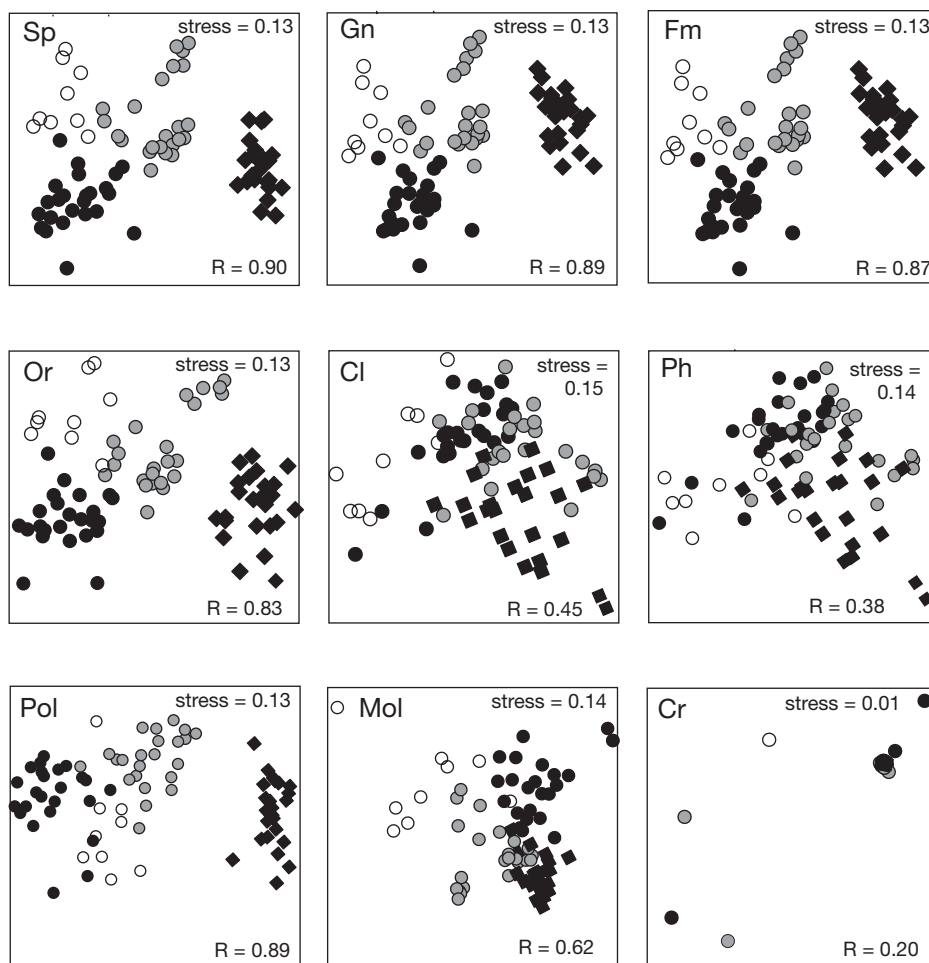 Sp
stress = 0.13
R = 0.90
Gn
stress = 0.13
R = 0.89
Fm
stress = 0.13
R = 0.87
Or
stress = 0.13
R = 0.83
Cl
stress =
0.15
R = 0.45
Ph
stress =
0.14
R = 0.38
Pol
stress = 0.13
R = 0.89
Mol
stress = 0.14
R = 0.62
Cr
stress = 0.01
R = 0.20